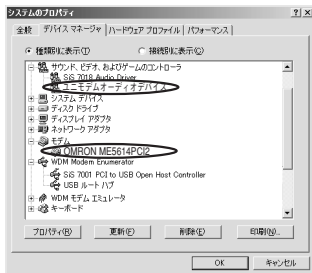 システムのプロパティ
? ×
全般 デバイス マネージャ ハードウェア プロファイル パフォーマンス
種類別に表示(T) 接続別に表示(C)
サウンド、ビデオ、およびゲームのコントローラ
SiS 7018 Audio Driver
ユニモデムオーディオデバイス
システム デバイス
ディスク ドライブ
ディスプレイ アダプタ
ネットワーク アダプタ
モデム
OMRON ME5614PCI2
WDM Modem Enumerator
SiS 7001 PCI to USB Open Host Controller
USB ルート ハブ
WDM モデム エミュレータ
キーボード
プロパティ(R) 更新(F) 削除(E) 印刷(N)...
OK キャンセル